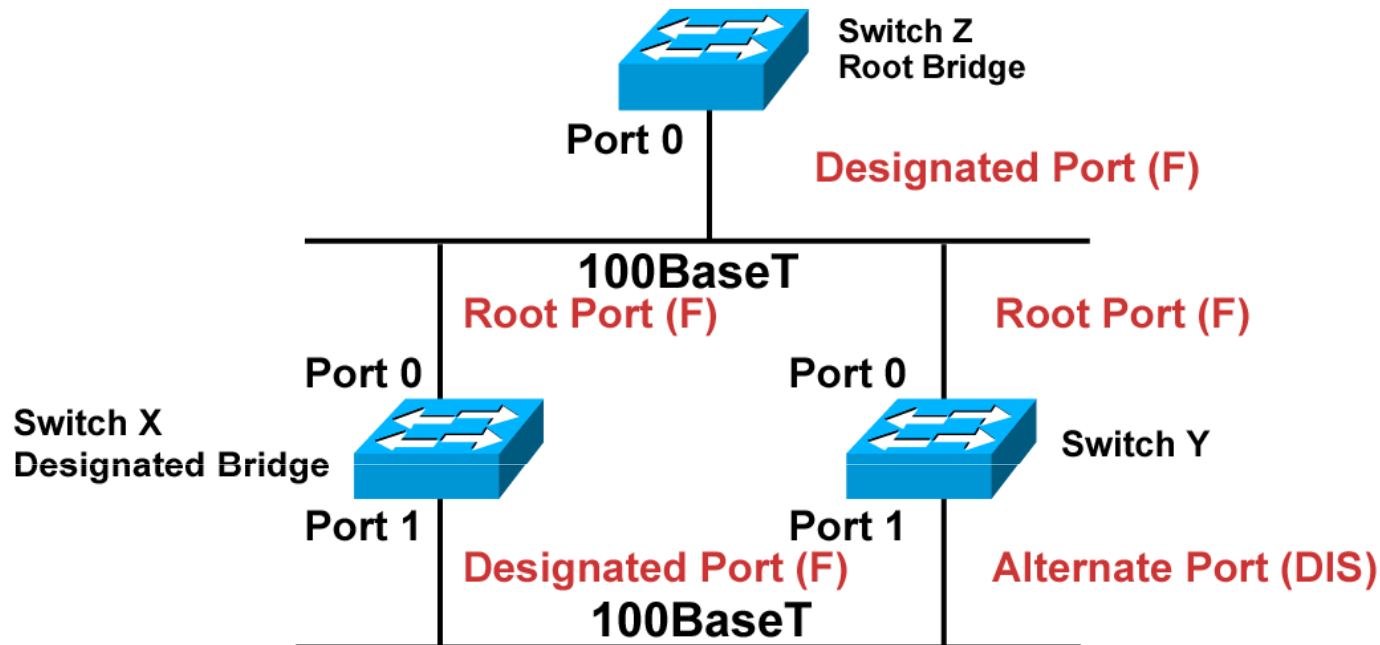 Switch Z
Root Bridge
Port 0
Designated Port (F)
100BaseT
Root Port (F)
Root Port (F)
Port 0
Port 0
Switch X
Designated Bridge
Switch Y
Port 1
Port 1
Designated Port (F)
Alternate Port (DIS)
100BaseT